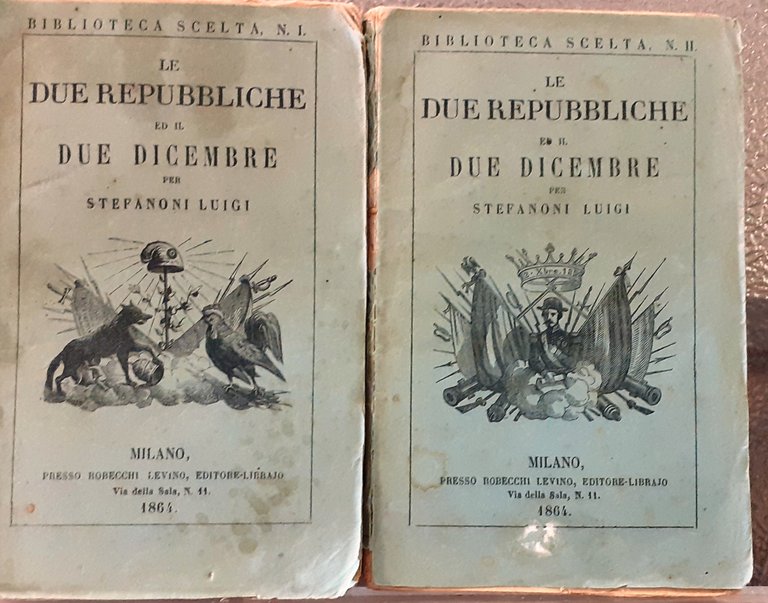 BIBLIOTECA SCELTA, N. I.
LE
DUE REPUBBLICHE
ED IL
DUE DICEMBRE
PER
STEFANONI LUIGI
MILANO,
PRESSO ROBECCHI LEVINO, EDITORE-LIBRAJO
Via della Sala, N. 11.
1864.
BIBLIOTECA SCELTA, N. II.
LE
DUE REPUBBLICHE
ED IL
DUE DICEMBRE
PER
STEFANONI LUIGI
2. Xbre.
MILANO,
PRESSO ROBECCHI LEVINO, EDITORE-LIBRAJO
Via della Sala, N. 11.
1864.